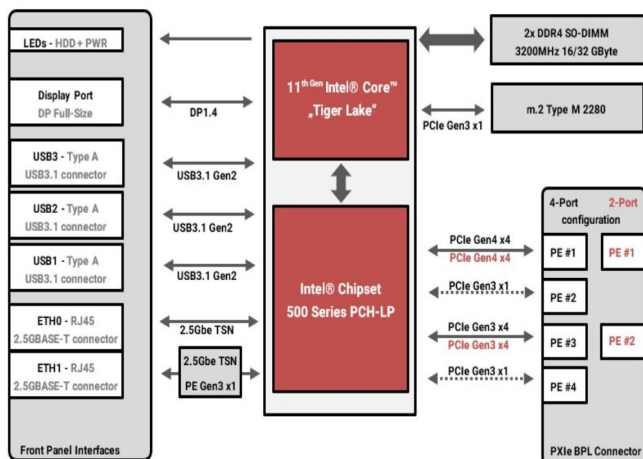 LEDs - HDD + PWR
Display Port
DP Full-Size
USB3 - Type A
USB3.1 connector
USB2 - Type A
USB3.1 connector
USB1 - Type A
USB3.1 connector
ETH0 - RJ45
2.5GBASE-T connector
ETH1 - RJ45
2.5GBASE-T connector
Front Panel Interfaces
DP1.4
USB3.1 Gen2
USB3.1 Gen2
USB3.1 Gen2
2.5Gbe TSN
2.5Gbe TSN
PE Gen3 x1
11th Gen Intel® Core™
„Tiger Lake“
Intel® Chipset
500 Series PCH-LP
2x DDR4 SO-DIMM
3200MHz 16/32 GByte
PCIe Gen3 x1
m.2 Type M 2280
4-Port 2-Port
configuration
PCIe Gen4 x4
PCIe Gen4 x4
PE #1 PE #1
PCIe Gen3 x1
PE #2
PCIe Gen3 x4
PCIe Gen3 x4
PE #3 PE #2
PCIe Gen3 x1
PE #4
PXIe BPL Connector